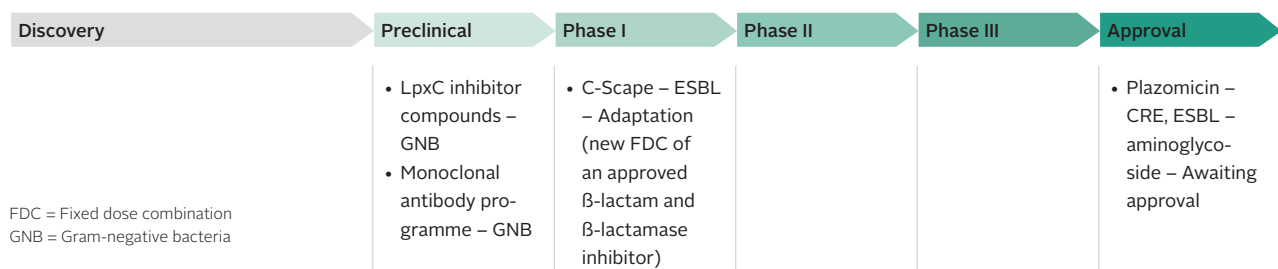 Discovery
Preclinical
Phase I
Phase II
Phase III
Approval
• LpxC inhibitor
compounds –
GNB
• Monoclonal
antibody pro-
gramme – GNB
• C-Scape – ESBL
– Adaptation
(new FDC of
an approved
ß-lactam and
ß-lactamase
inhibitor)
• Plazomicin –
CRE, ESBL –
aminoglyco-
side – Awaiting
approval
FDC = Fixed dose combination
GNB = Gram-negative bacteria